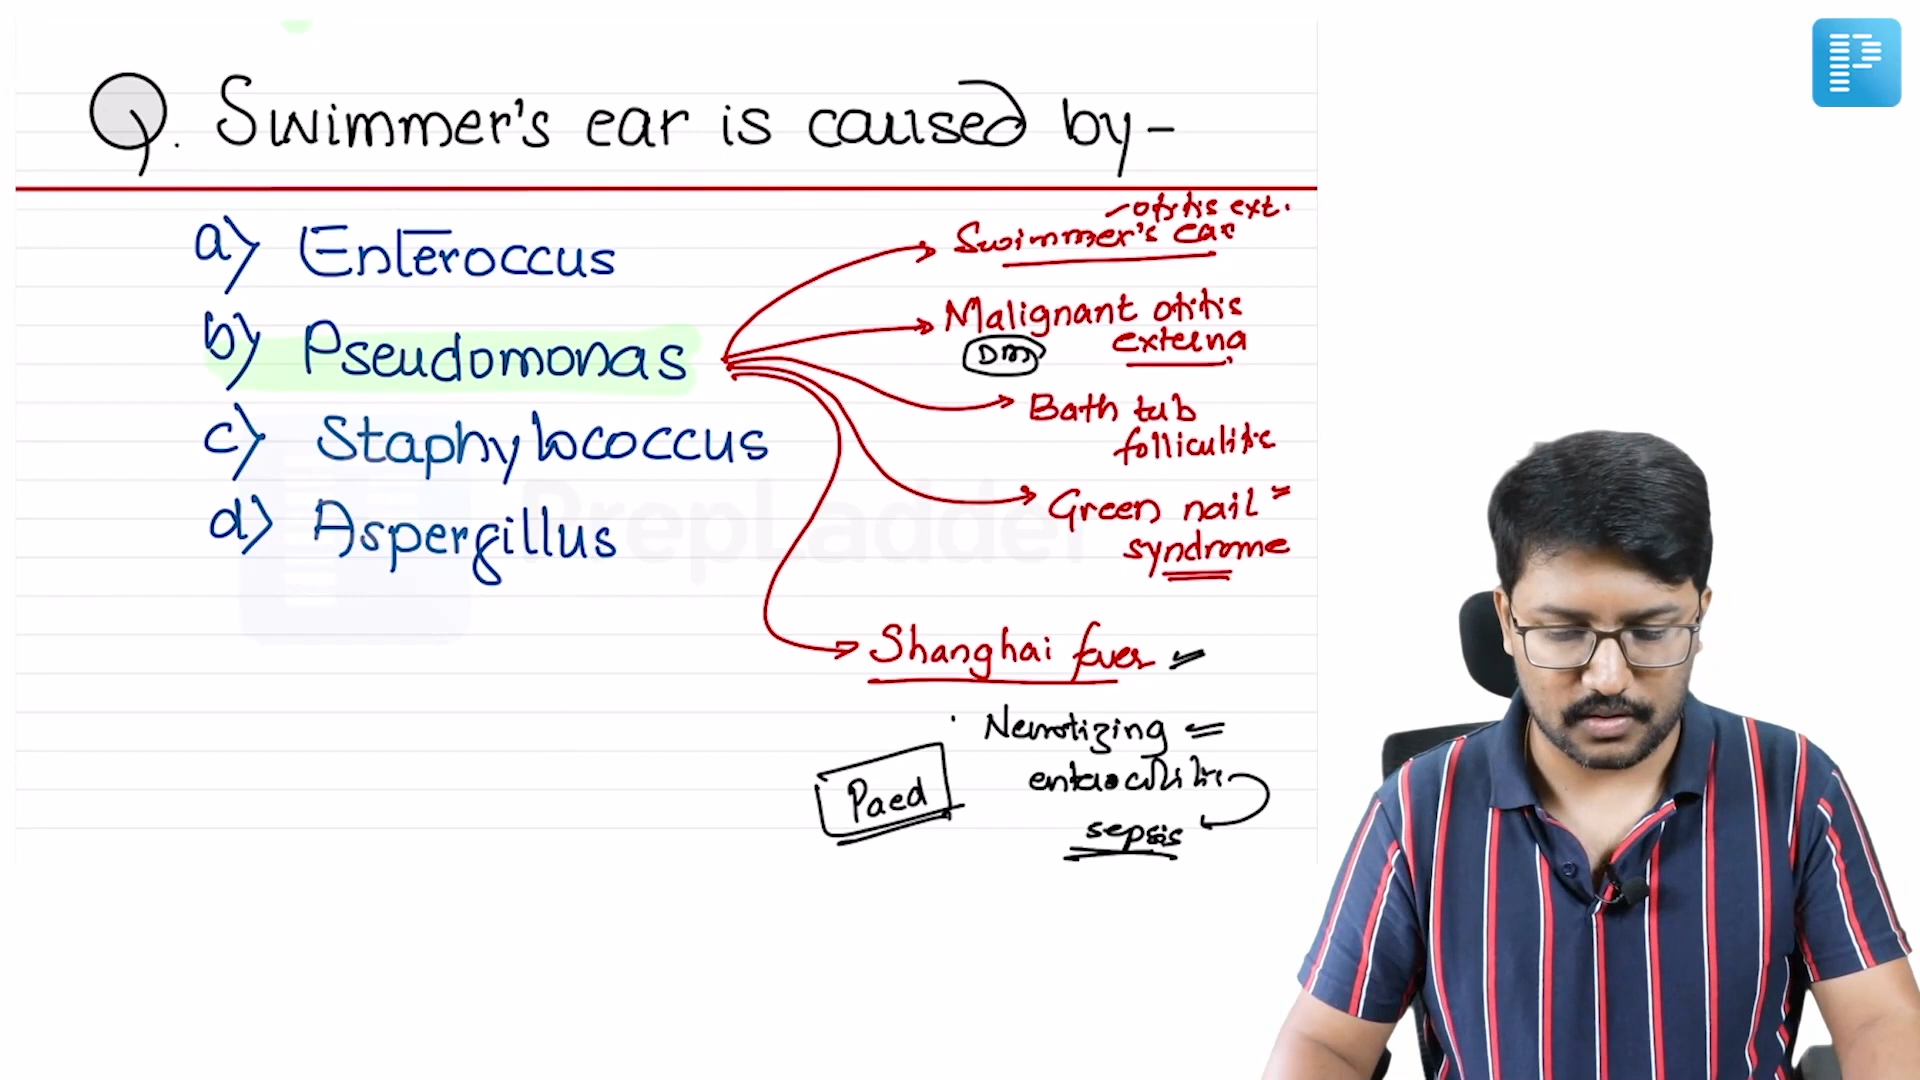 Q. Swimmer's ear is caused by-
a) Enteroccus
b) Pseudomonas
c) Staphylococcus
d) Aspergillus
otitis ext.
Swimmer's ear
Malignant otitis
externa
DM
Bath tub
folliculitis
Green nail
syndrome
Shanghai fever
Necrotizing
enterocolitis
sepsis
Paed
PrepLadder